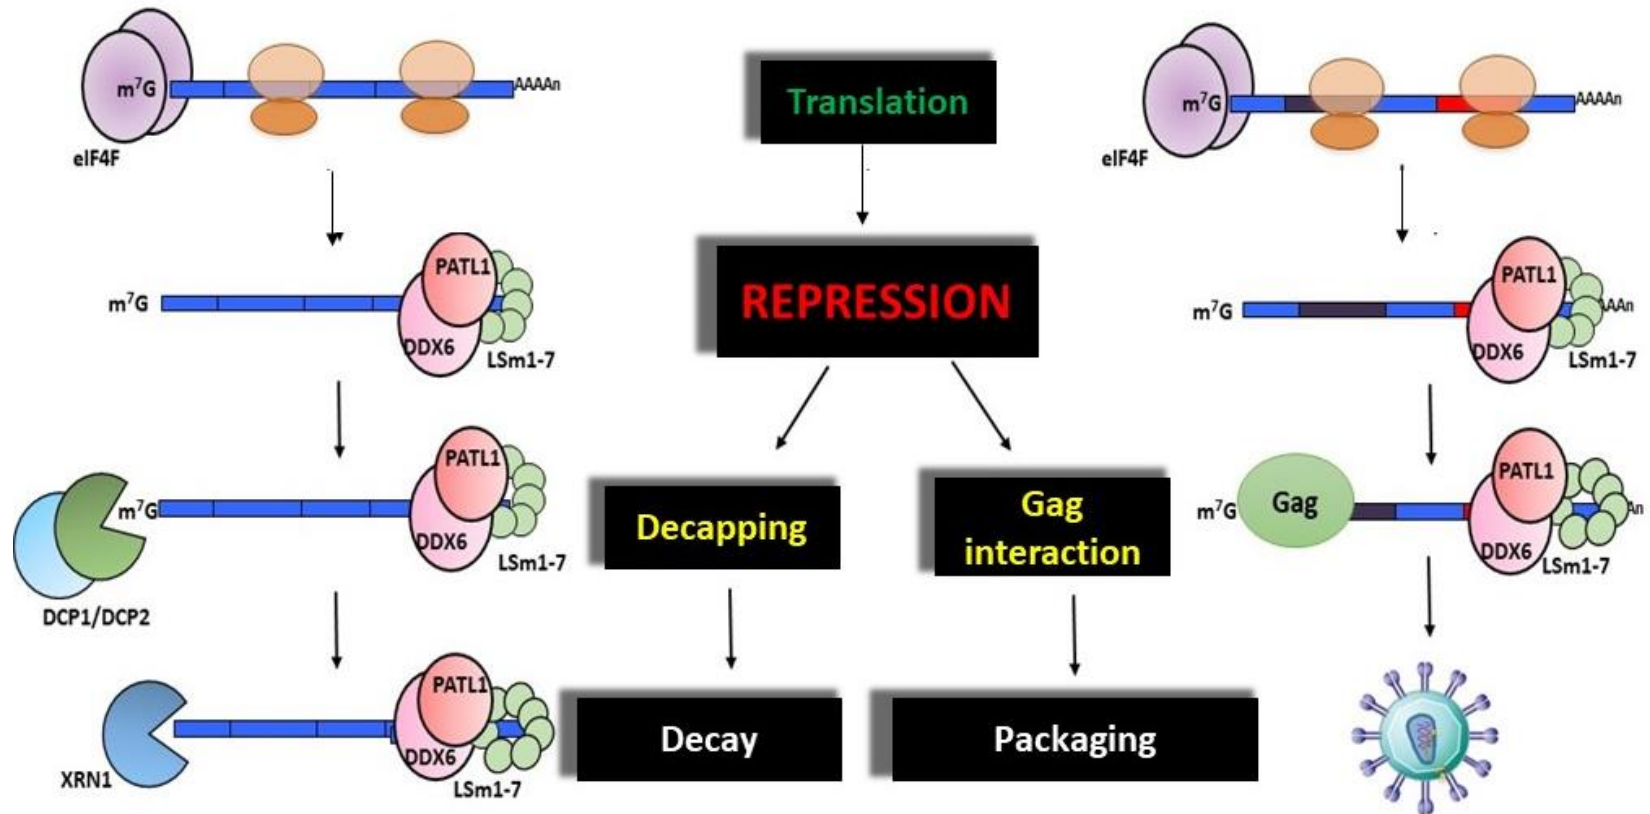 m⁷G
AAAAn
eIF4F
m⁷G
PATL1
DDX6
LSm1-7
m⁷G
PATL1
DDX6
LSm1-7
DCP1/DCP2
PATL1
DDX6
XRN1
LSm1-7
Translation
REPRESSION
Decapping
Gag
interaction
Decay
Packaging
m⁷G
AAAAn
eIF4F
m⁷G
PATL1
AAAn
DDX6
LSm1-7
m⁷G
Gag
PATL1
An
DDX6
LSm1-7